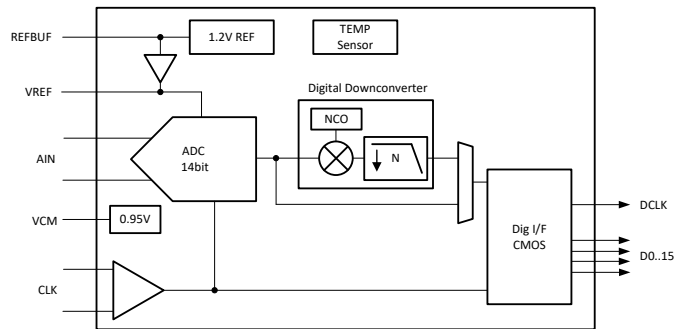 REFBUF
1.2V REF
TEMP
Sensor
VREF
Digital Downconverter
NCO
ADC
14bit
N
AIN
VCM
0.95V
Dig I/F
CMOS
DCLK
D0..15
CLK